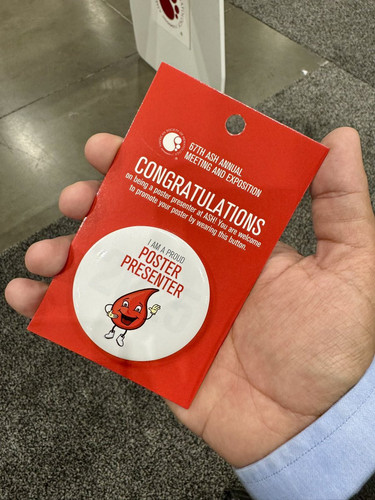 67TH ASH ANNUAL
MEETING AND EXPOSITION
CONGRATULATIONS
on being a poster presenter at ASH! You are welcome
to promote your poster by wearing this button.
I AM A PROUD
POSTER
PRESENTER